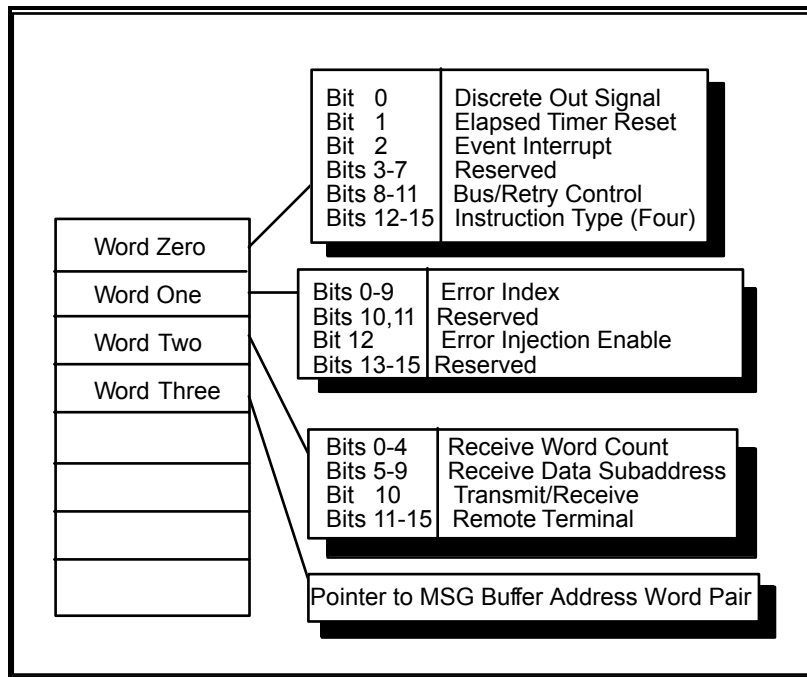 Bit 0 Discrete Out Signal
Bit 1 Elapsed Timer Reset
Bit 2 Event Interrupt
Bits 3-7 Reserved
Bits 8-11 Bus/Retry Control
Bits 12-15 Instruction Type (Four)
Word Zero
Word One
Word Two
Word Three
Bits 0-9 Error Index
Bits 10,11 Reserved
Bit 12 Error Injection Enable
Bits 13-15 Reserved
Bits 0-4 Receive Word Count
Bits 5-9 Receive Data Subaddress
Bit 10 Transmit/Receive
Bits 11-15 Remote Terminal
Pointer to MSG Buffer Address Word Pair